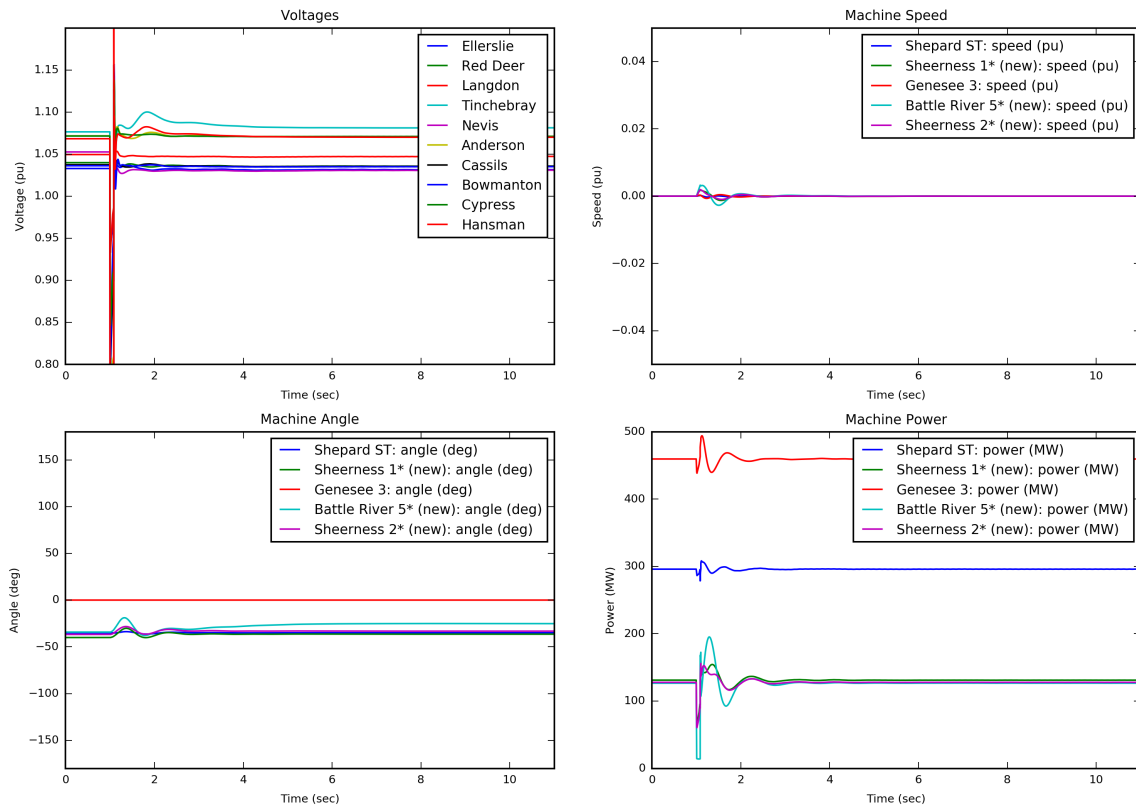 Voltages
1.15
1.10
1.05
1.00
0.95
0.90
0.85
0.80
Voltage (pu)
0 2 4 6 8 10
Time (sec)
Ellerslie
Red Deer
Langdon
Tinchebray
Nevis
Anderson
Cassils
Bowmanton
Cypress
Hansman
Machine Speed
0.04
0.02
0.00
−0.02
−0.04
Speed (pu)
0 2 4 6 8 10
Time (sec)
Shepard ST: speed (pu)
Sheerness 1* (new): speed (pu)
Genesee 3: speed (pu)
Battle River 5* (new): speed (pu)
Sheerness 2* (new): speed (pu)
Machine Angle
150
100
50
0
−50
−100
−150
Angle (deg)
0 2 4 6 8 10
Time (sec)
Shepard ST: angle (deg)
Sheerness 1* (new): angle (deg)
Genesee 3: angle (deg)
Battle River 5* (new): angle (deg)
Sheerness 2* (new): angle (deg)
Machine Power
500
400
300
200
100
0
Power (MW)
0 2 4 6 8 10
Time (sec)
Shepard ST: power (MW)
Sheerness 1* (new): power (MW)
Genesee 3: power (MW)
Battle River 5* (new): power (MW)
Sheerness 2* (new): power (MW)